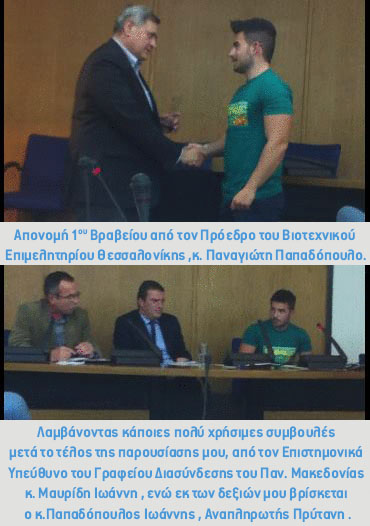 Απονομή 1ου Βραβείου από τον Πρόεδρο του Βιοτεχνικού
Επιμελητηρίου Θεσσαλονίκης ,κ. Παναγιώτη Παπαδόπουλο.
Λαμβάνοντας κάποιες πολύ χρήσιμες συμβουλές
μετά το τέλος της παρουσίασης μου, από τον Επιστημονικά
Υπεύθυνο του Γραφείου Διασύνδεσης του Παν. Μακεδονίας
κ. Μαυρίδη Ιωάννη , ενώ εκ των δεξιών μου βρίσκεται
ο κ.Παπαδόπουλος Ιωάννης , Αναπληρωτής Πρύτανη .